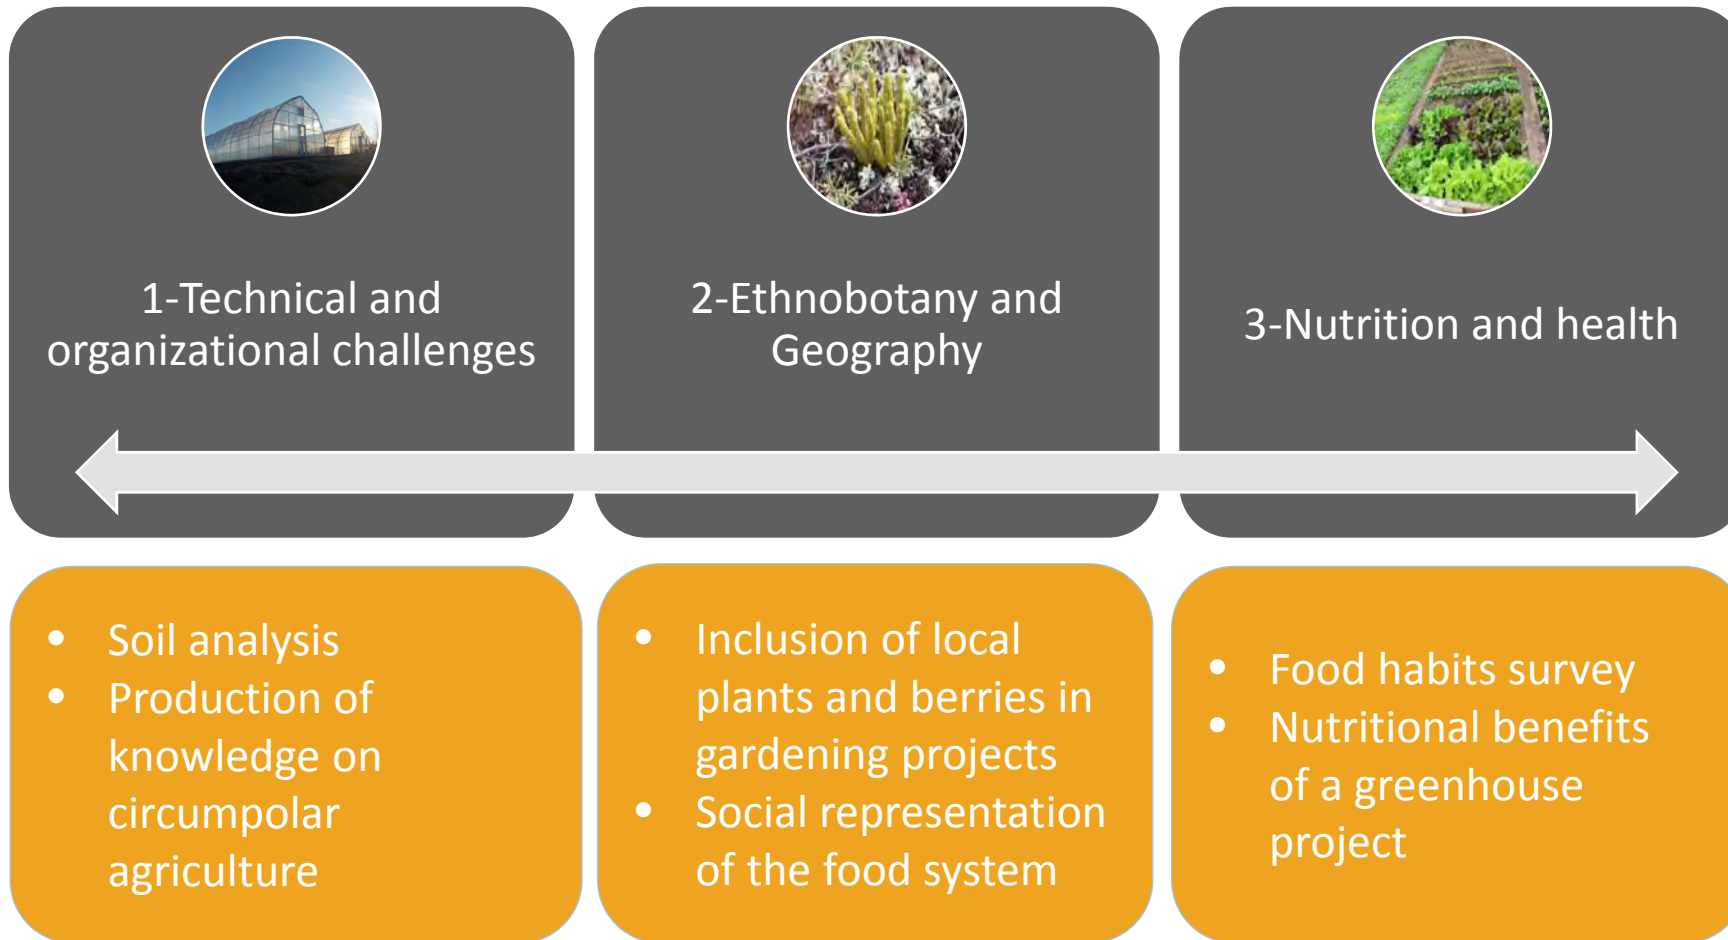 1-Technical and
organizational challenges
2-Ethnobotany and
Geography
3-Nutrition and health
• Soil analysis
• Production of
knowledge on
circumpolar
agriculture
• Inclusion of local
plants and berries in
gardening projects
• Social representation
of the food system
• Food habits survey
• Nutritional benefits
of a greenhouse
project